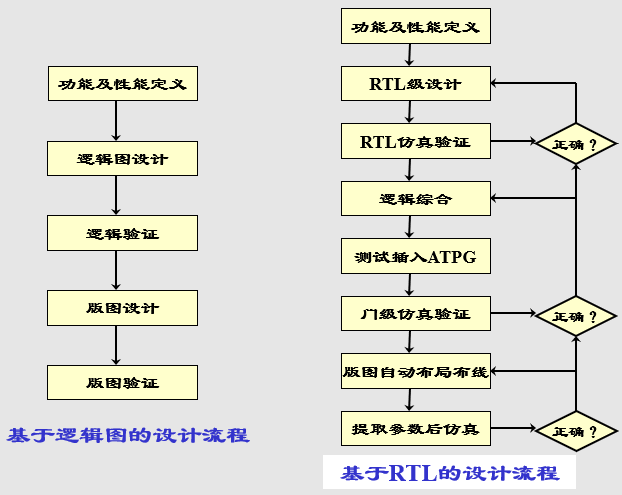 功能及性能定义
逻辑图设计
逻辑验证
版图设计
版图验证
基于逻辑图的设计流程
功能及性能定义
RTL级设计
RTL仿真验证
正确？
逻辑综合
测试插入ATPG
门级仿真验证
正确？
版图自动布局布线
提取参数后仿真
正确？
基于RTL的设计流程